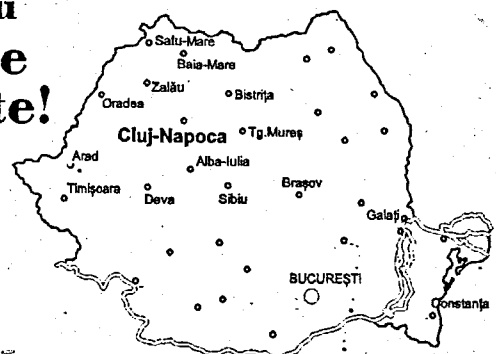 u
e
te!
Satu-Mare
Baia-Mare
Zalău
Oradea
Bistrița
Cluj-Napoca
Tg.Mureș
Arad
Alba-Iulia
Timișoara
Deva
Sibiu
Brașov
Galați
BUCUREȘTI
Constanța